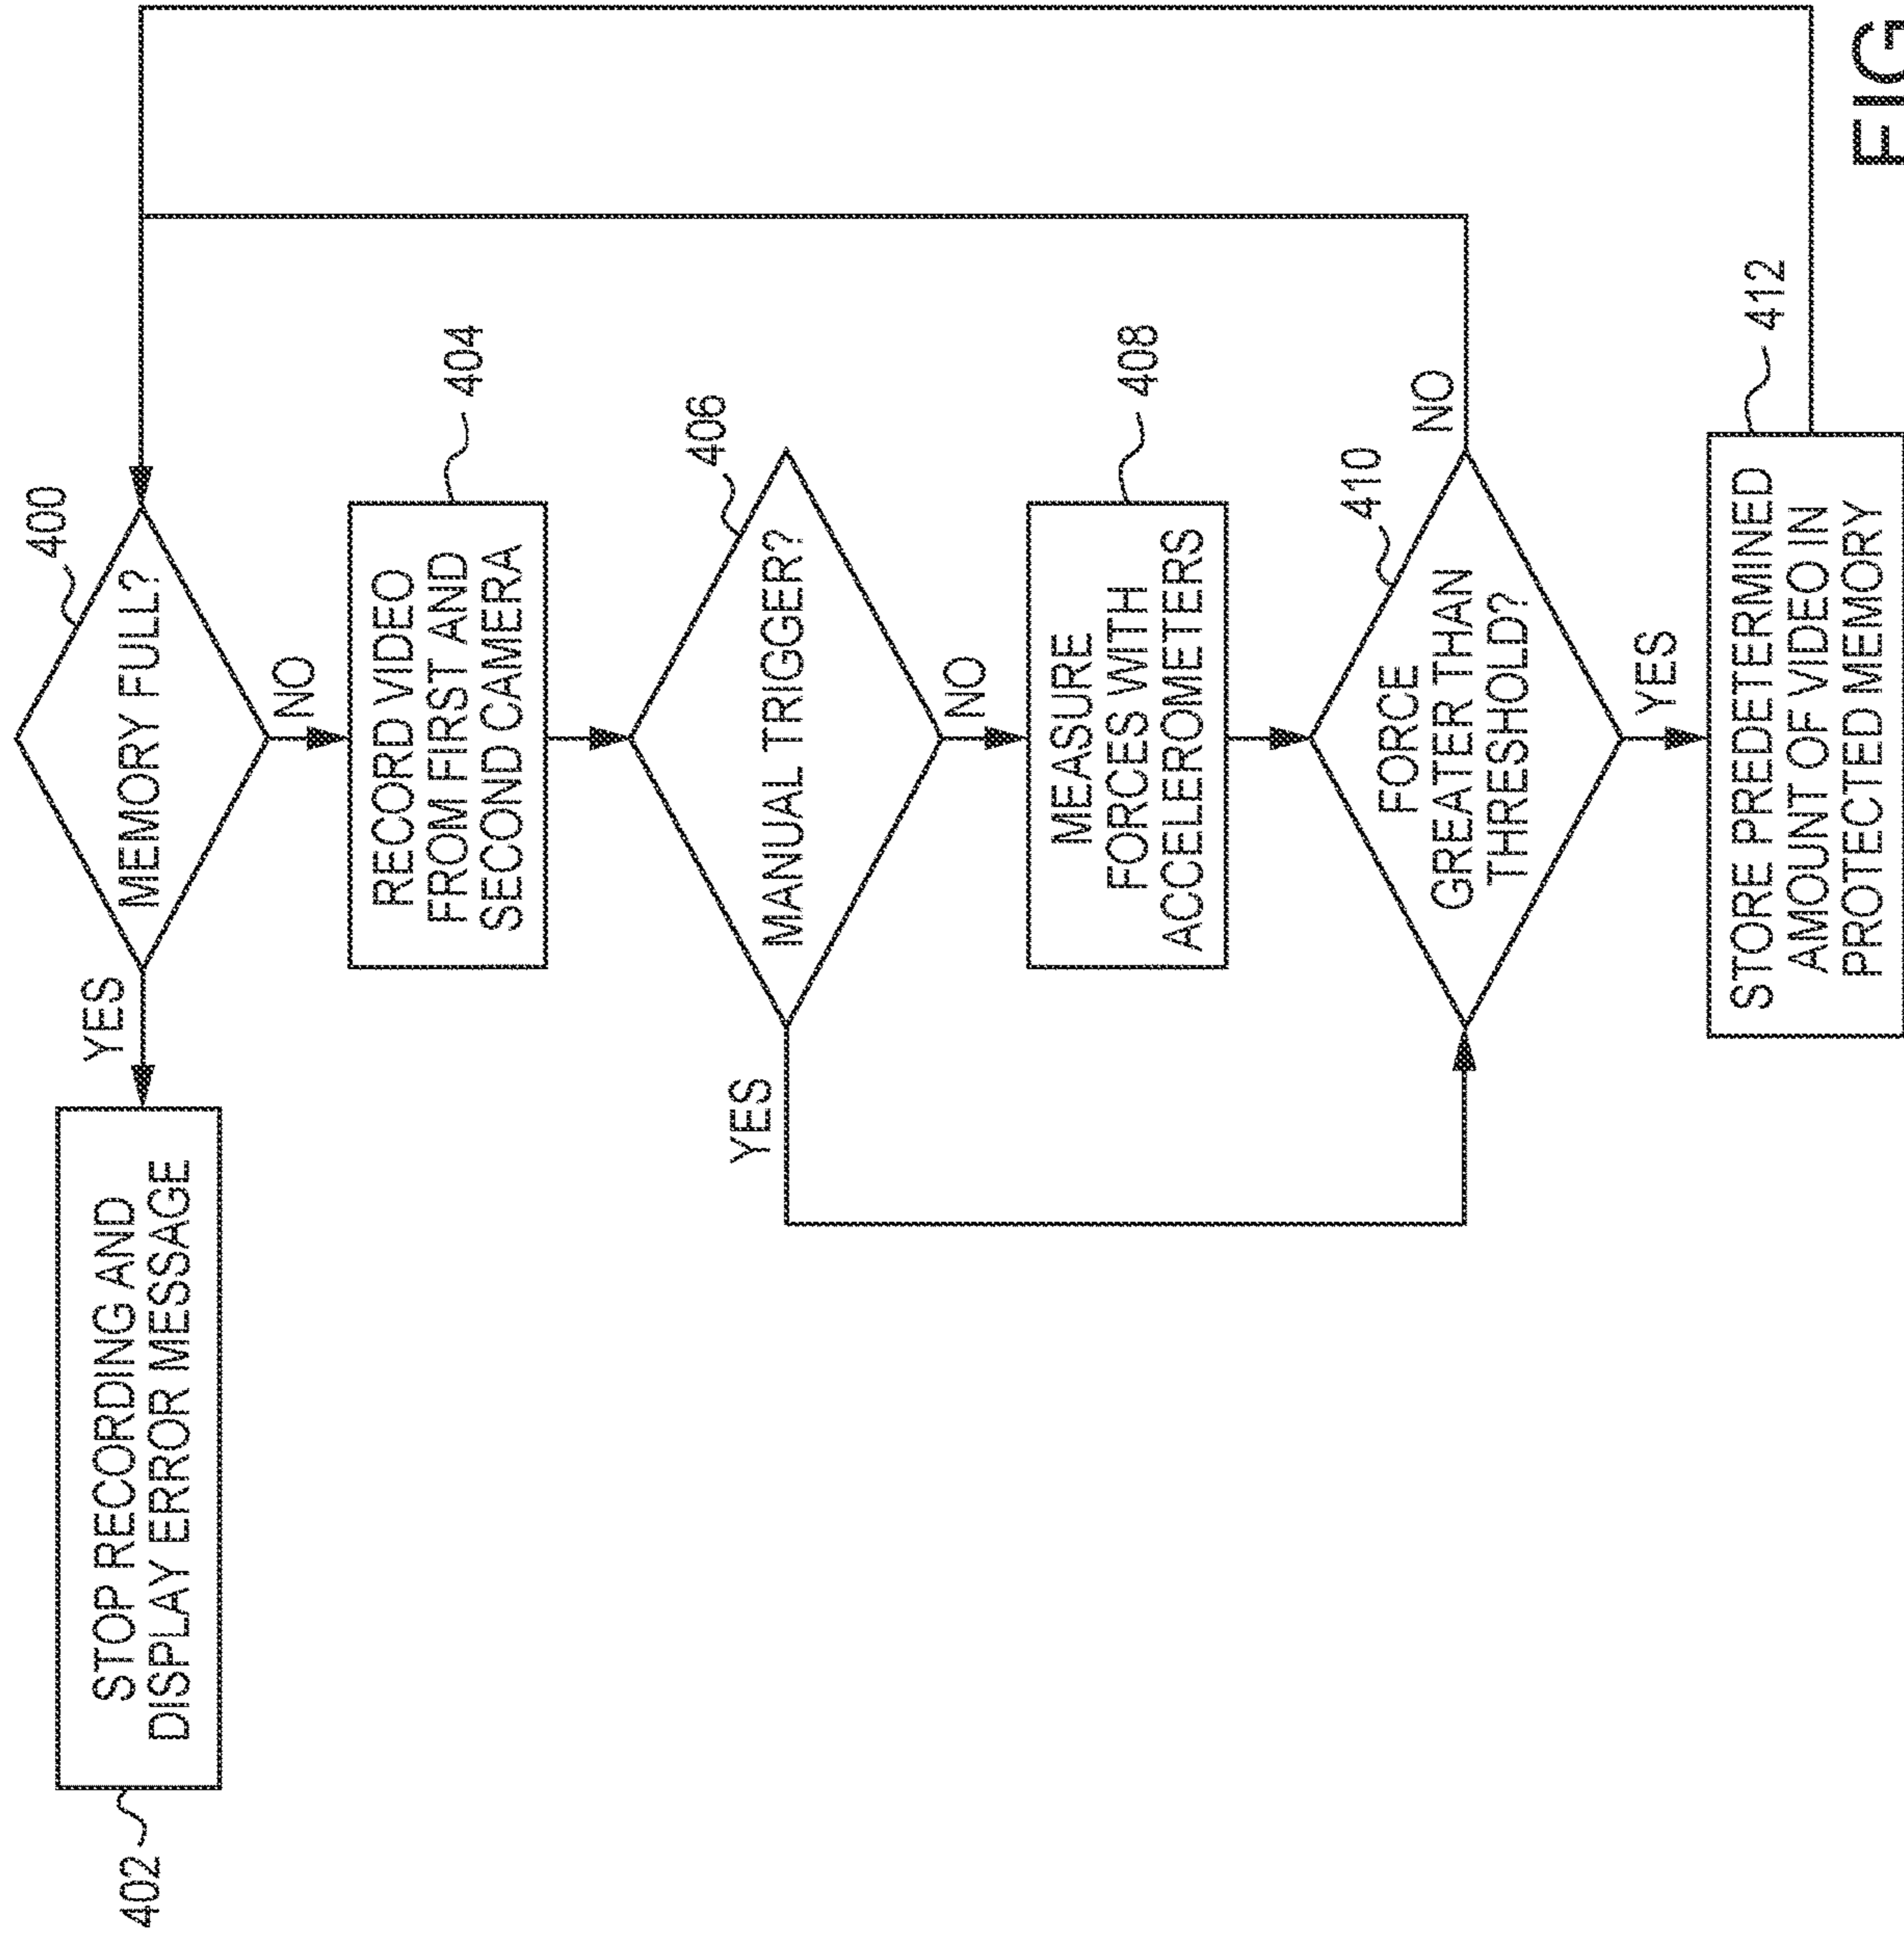 400
MEMORY FULL?
YES
NO
STOP RECORDING AND
DISPLAY ERROR MESSAGE
402
RECORD VIDEO
FROM FIRST AND
SECOND CAMERA
404
406
MANUAL TRIGGER?
YES
NO
MEASURE
FORCES WITH
ACCELEROMETERS
408
410
FORCE
GREATER THAN
THRESHOLD?
NO
YES
STORE PREDETERMINED
AMOUNT OF VIDEO IN
PROTECTED MEMORY
412
FIG